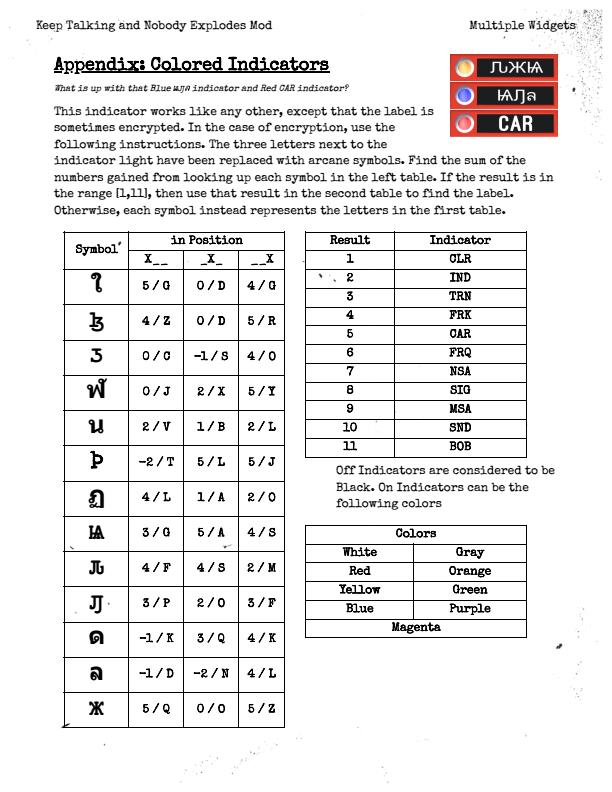 Keep Talking and Nobody Explodes Mod
Multiple Widgets
Appendix: Colored Indicators
What is up with that Blue ѩԓล indicator and Red CAR indicator?
ԉЖѩ
ѩԓล
CAR
This indicator works like any other, except that the label is
sometimes encrypted. In the case of encryption, use the
following instructions. The three letters next to the
indicator light have been replaced with arcane symbols. Find the sum of the
numbers gained from looking up each symbol in the left table. If the result is in
the range [1,11], then use that result in the second table to find the label.
Otherwise, each symbol instead represents the letters in the first table.
Symbol in Position
X__ _X_ __X
ใ 5/G 0/D 4/G
Ѯ 4/Z 0/D 5/R
Ʒ 0/C -1/S 4/O
ฬ 0/J 2/X 5/Y
น 2/V 1/B 2/L
Þ -2/T 5/L 5/J
ฏ 4/L 1/A 2/O
Ѩ 3/G 5/A 4/S
Ԉ 4/F 4/S 2/M
Ԓ 3/P 2/O 3/F
ด -1/K 3/Q 4/K
ล -1/D -2/N 4/L
Ж 5/Q 0/O 5/Z
Result Indicator
1 CLR
2 IND
3 TRN
4 FRK
5 CAR
6 FRQ
7 NSA
8 SIG
9 MSA
10 SND
11 BOB
Off Indicators are considered to be
Black. On Indicators can be the
following colors
Colors
White Gray
Red Orange
Yellow Green
Blue Purple
Magenta